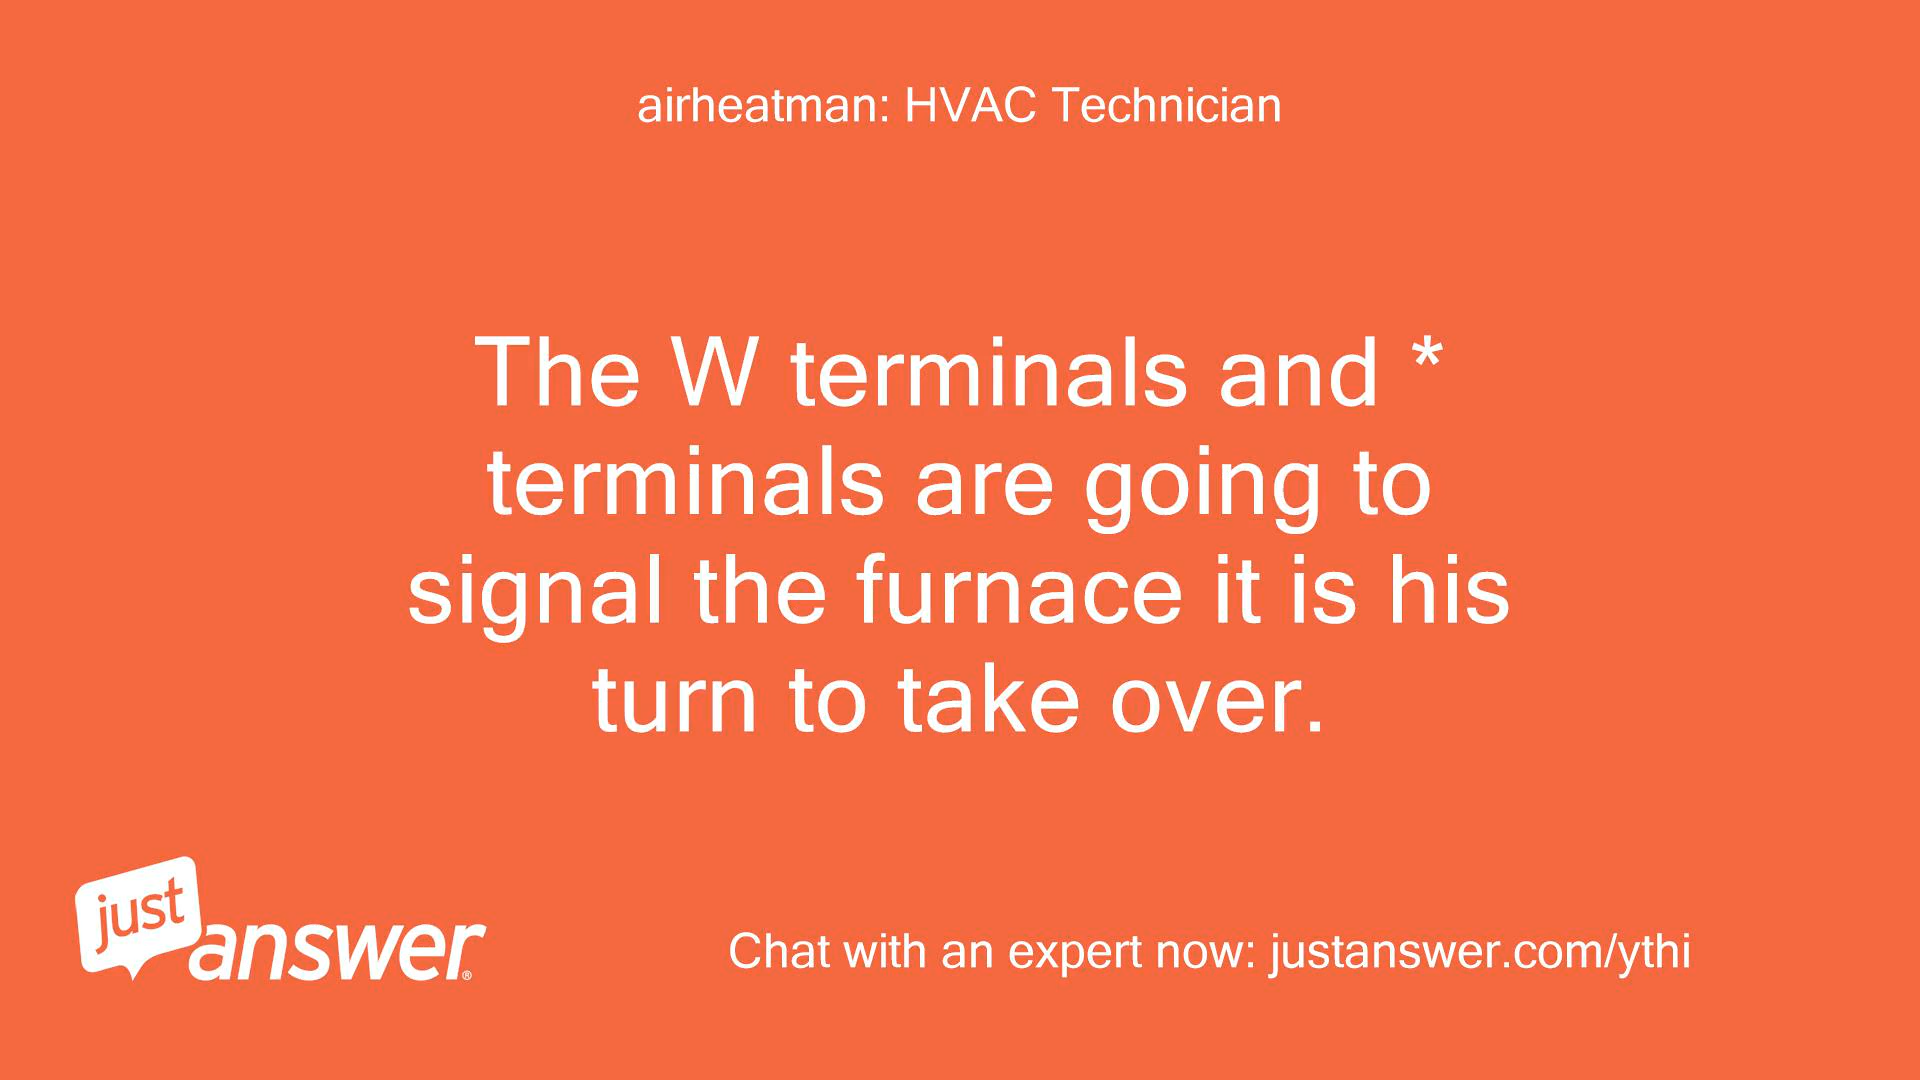 airheatman: HVAC Technician
The W terminals and *
terminals are going to
signal the furnace it is his
turn to take over.
just
answer®
Chat with an expert now: justanswer.com/ythi